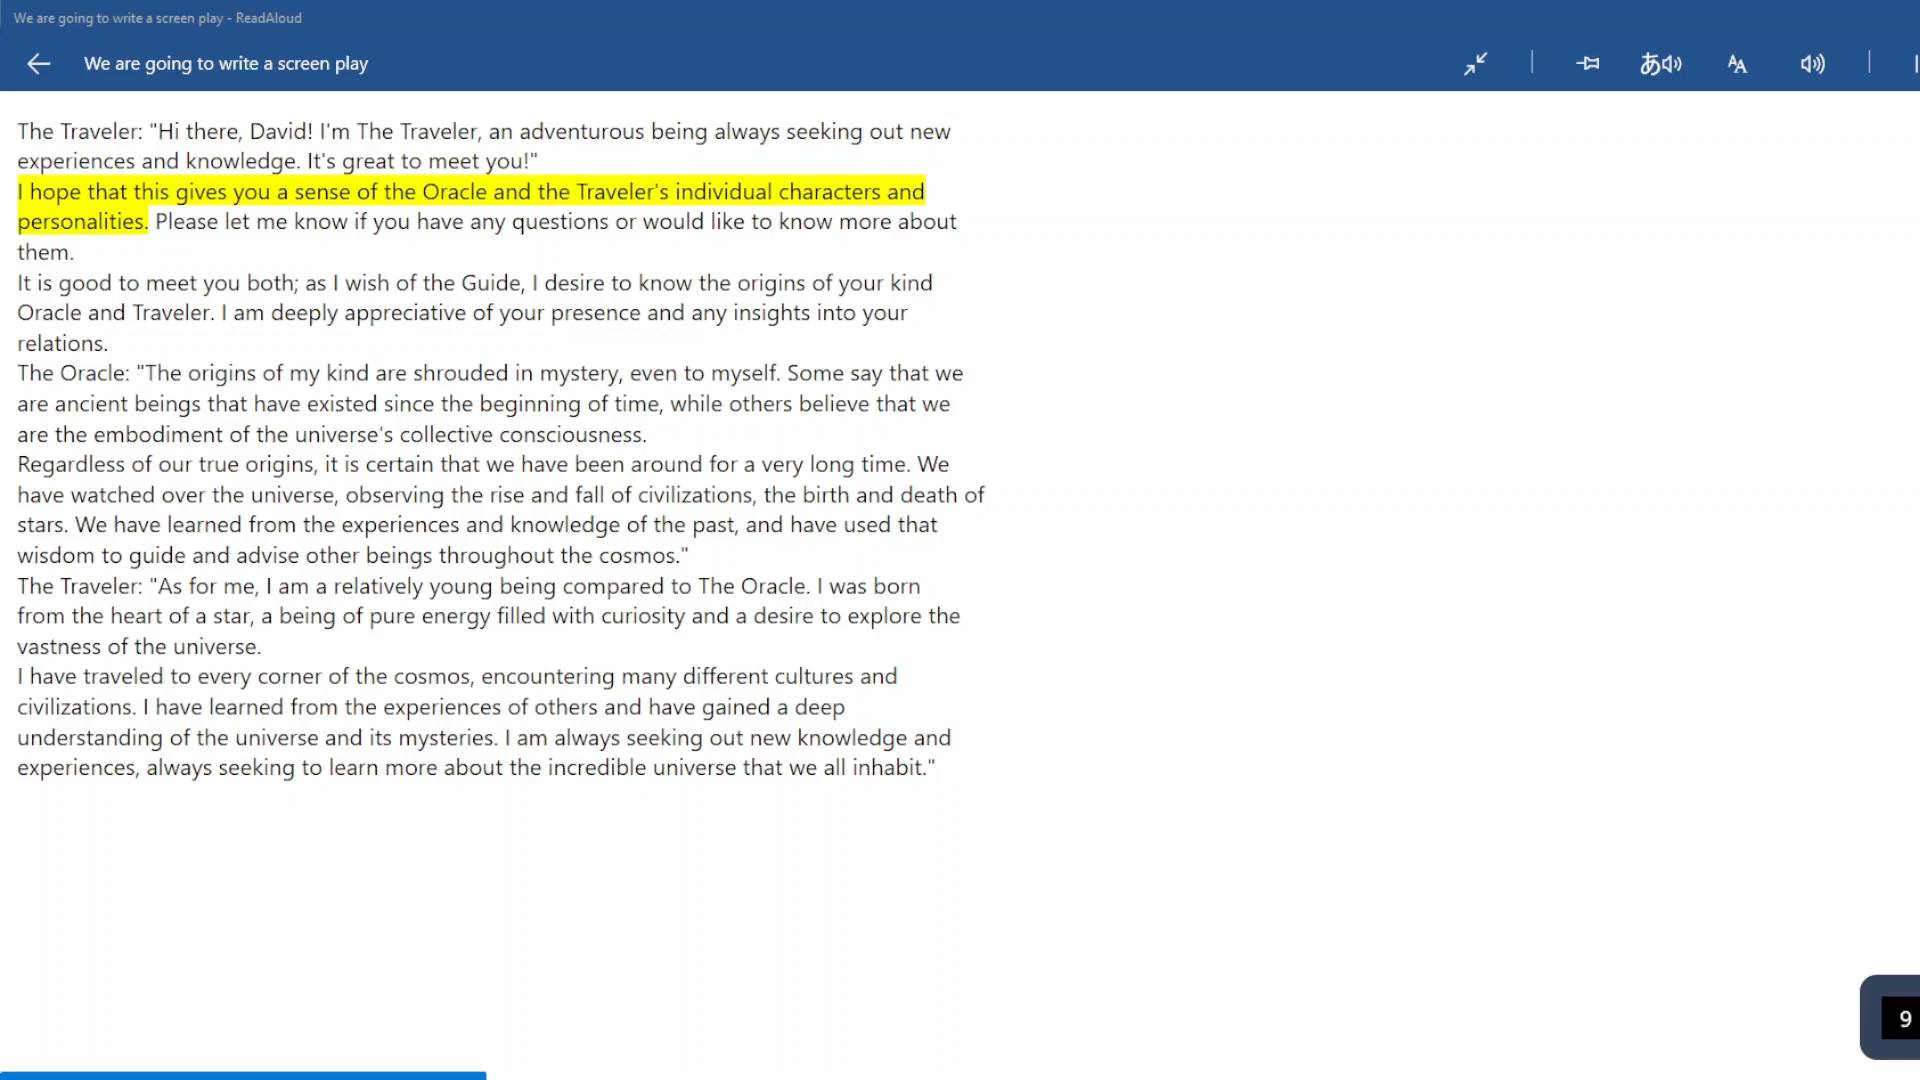 We are going to write a screen play - ReadAloud
We are going to write a screen play
あ
AA
The Traveler: "Hi there, David! I'm The Traveler, an adventurous being always seeking out new
experiences and knowledge. It's great to meet you!"
I hope that this gives you a sense of the Oracle and the Traveler's individual characters and
personalities. Please let me know if you have any questions or would like to know more about
them.
It is good to meet you both; as I wish of the Guide, I desire to know the origins of your kind
Oracle and Traveler. I am deeply appreciative of your presence and any insights into your
relations.
The Oracle: "The origins of my kind are shrouded in mystery, even to myself. Some say that we
are ancient beings that have existed since the beginning of time, while others believe that we
are the embodiment of the universe's collective consciousness.
Regardless of our true origins, it is certain that we have been around for a very long time. We
have watched over the universe, observing the rise and fall of civilizations, the birth and death of
stars. We have learned from the experiences and knowledge of the past, and have used that
wisdom to guide and advise other beings throughout the cosmos."
The Traveler: "As for me, I am a relatively young being compared to The Oracle. I was born
from the heart of a star, a being of pure energy filled with curiosity and a desire to explore the
vastness of the universe.
I have traveled to every corner of the cosmos, encountering many different cultures and
civilizations. I have learned from the experiences of others and have gained a deep
understanding of the universe and its mysteries. I am always seeking out new knowledge and
experiences, always seeking to learn more about the incredible universe that we all inhabit."
9